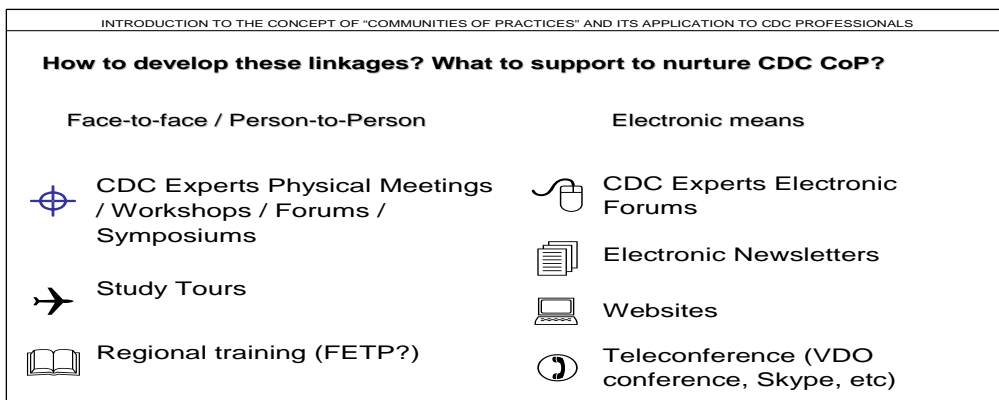 INTRODUCTION TO THE CONCEPT OF "COMMUNITIES OF PRACTICES" AND ITS APPLICATION TO CDC PROFESSIONALS
How to develop these linkages? What to support to nurture CDC CoP?
Face-to-face / Person-to-Person
CDC Experts Physical Meetings
/ Workshops / Forums /
Symposiums
Study Tours
Regional training (FETP?)
Electronic means
CDC Experts Electronic
Forums
Electronic Newsletters
Websites
Teleconference (VDO
conference, Skype, etc)